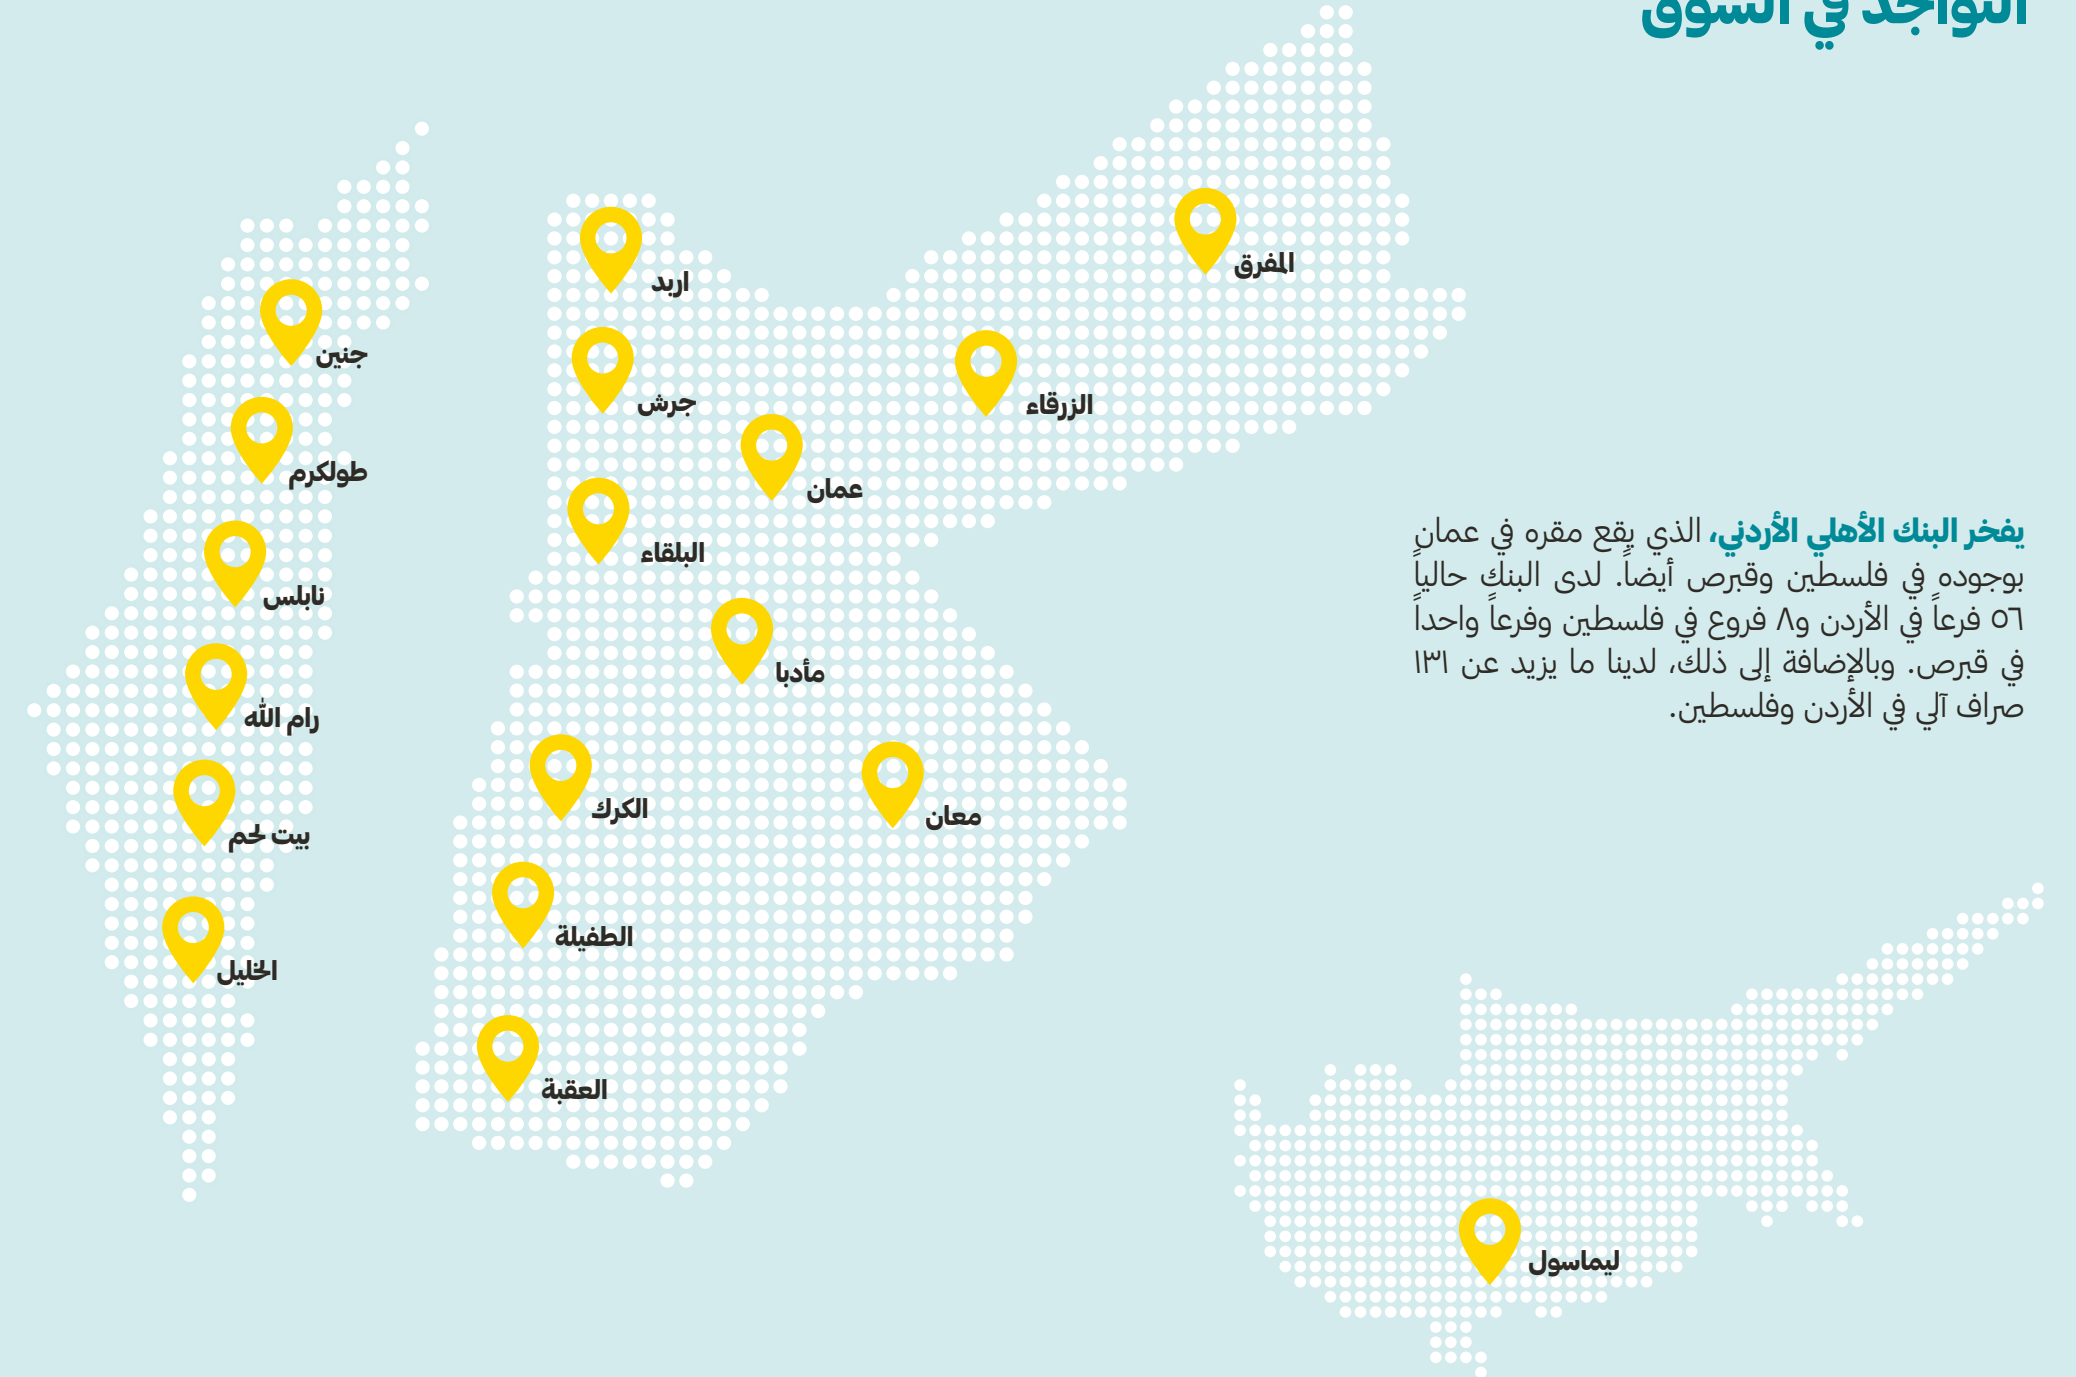 التواجد في السوق
يفخر البنك الأهلي الأردني، الذي يقع مقره في عمان
بوجوده في فلسطين وقبرص أيضاً. لدى البنك حالياً
٥٦ فرعاً في الأردن و٨ فروع في فلسطين وفرعاً واحداً
في قبرص. وبالإضافة إلى ذلك، لدينا ما يزيد عن ١٣١
صراف آلي في الأردن وفلسطين.
المفرق
اربد
الزرقاء
جرش
عمان
البلقاء
مأدبا
معان
الكرك
الطفيلة
العقبة
جنين
طولكرم
نابلس
رام الله
بيت لحم
الخليل
ليماسول